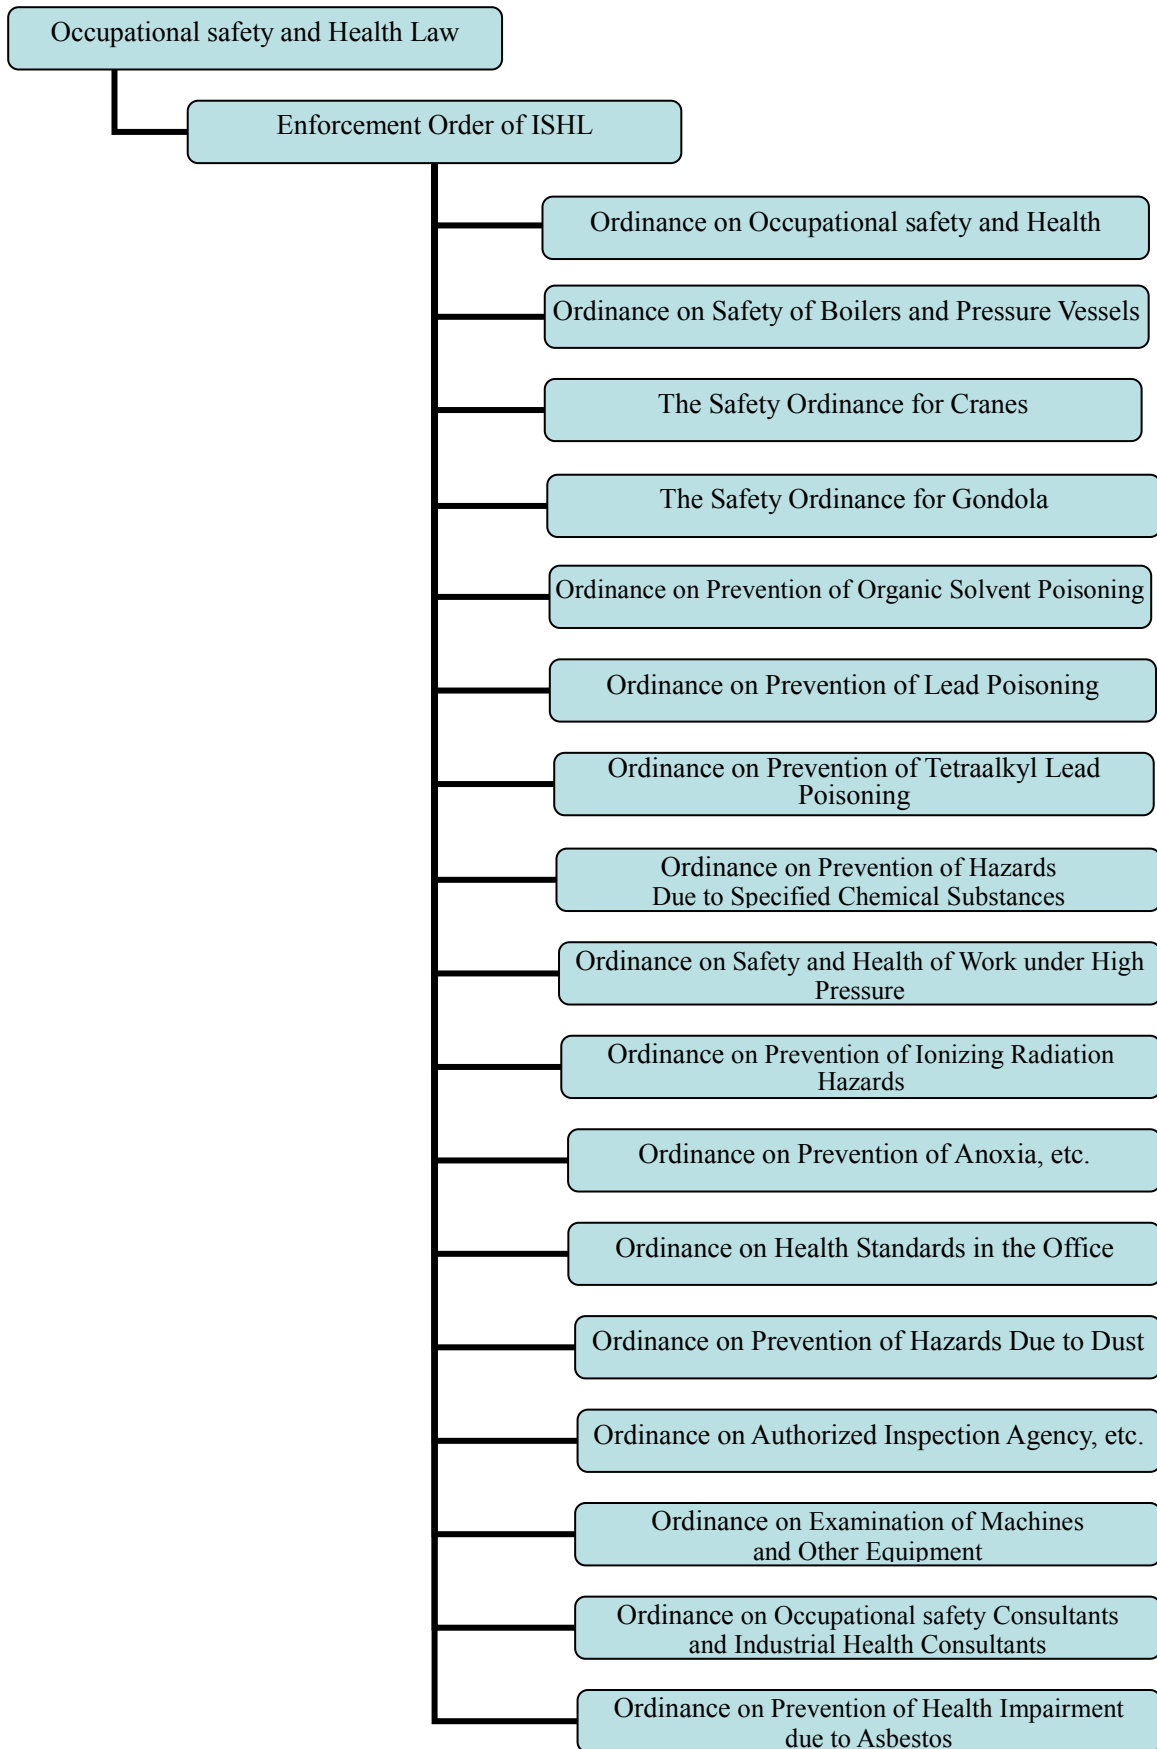 Occupational safety and Health Law
Enforcement Order of ISHL
Ordinance on Occupational safety and Health
Ordinance on Safety of Boilers and Pressure Vessels
The Safety Ordinance for Cranes
The Safety Ordinance for Gondola
Ordinance on Prevention of Organic Solvent Poisoning
Ordinance on Prevention of Lead Poisoning
Ordinance on Prevention of Tetraalkyl Lead
Poisoning
Ordinance on Prevention of Hazards
Due to Specified Chemical Substances
Ordinance on Safety and Health of Work under High
Pressure
Ordinance on Prevention of Ionizing Radiation
Hazards
Ordinance on Prevention of Anoxia, etc.
Ordinance on Health Standards in the Office
Ordinance on Prevention of Hazards Due to Dust
Ordinance on Authorized Inspection Agency, etc.
Ordinance on Examination of Machines
and Other Equipment
Ordinance on Occupational safety Consultants
and Industrial Health Consultants
Ordinance on Prevention of Health Impairment
due to Asbestos